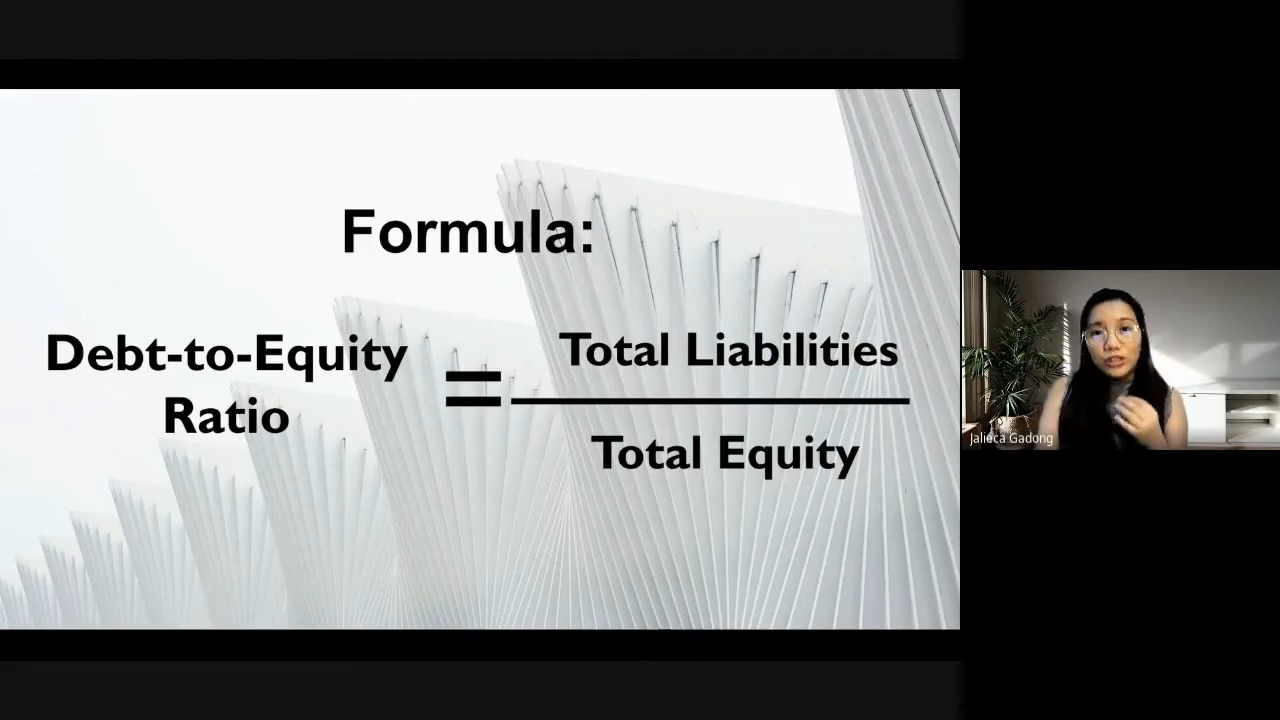 Formula:
Debt-to-Equity
Ratio
=
Total Liabilities
Total Equity
Jalieca Gadong